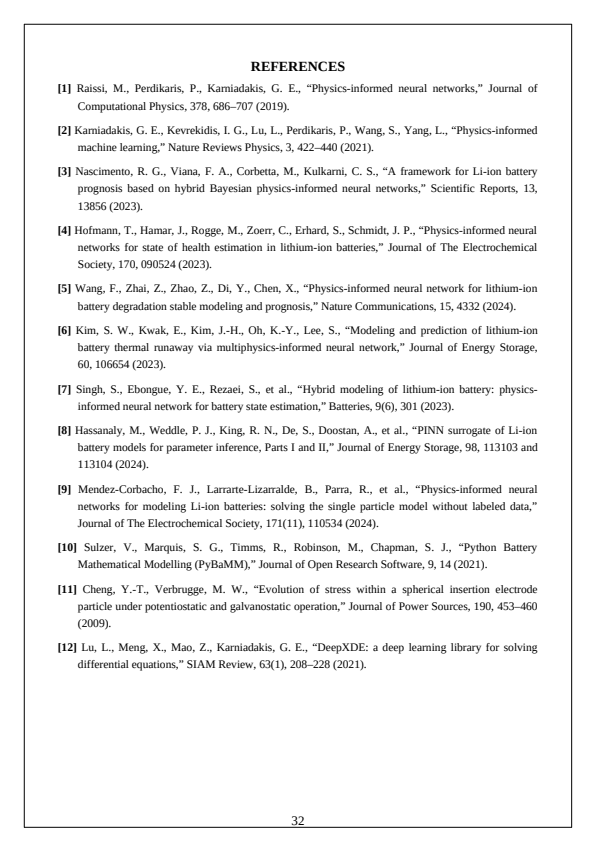 REFERENCES
[1] Raissi, M., Perdikaris, P., Karniadakis, G. E., “Physics-informed neural networks,” Journal of
Computational Physics, 378, 686–707 (2019).
[2] Karniadakis, G. E., Kevrekidis, I. G., Lu, L., Perdikaris, P., Wang, S., Yang, L., “Physics-informed
machine learning,” Nature Reviews Physics, 3, 422–440 (2021).
[3] Nascimento, R. G., Viana, F. A., Corbetta, M., Kulkarni, C. S., “A framework for Li-ion battery
prognosis based on hybrid Bayesian physics-informed neural networks,” Scientific Reports, 13,
13856 (2023).
[4] Hofmann, T., Hamar, J., Rogge, M., Zoerr, C., Erhard, S., Schmidt, J. P., “Physics-informed neural
networks for state of health estimation in lithium-ion batteries,” Journal of The Electrochemical
Society, 170, 090524 (2023).
[5] Wang, F., Zhai, Z., Zhao, Z., Di, Y., Chen, X., “Physics-informed neural network for lithium-ion
battery degradation stable modeling and prognosis,” Nature Communications, 15, 4332 (2024).
[6] Kim, S. W., Kwak, E., Kim, J.-H., Oh, K.-Y., Lee, S., “Modeling and prediction of lithium-ion
battery thermal runaway via multiphysics-informed neural network,” Journal of Energy Storage,
60, 106654 (2023).
[7] Singh, S., Ebongue, Y. E., Rezaei, S., et al., “Hybrid modeling of lithium-ion battery: physics-
informed neural network for battery state estimation,” Batteries, 9(6), 301 (2023).
[8] Hassanaly, M., Weddle, P. J., King, R. N., De, S., Doostan, A., et al., “PINN surrogate of Li-ion
battery models for parameter inference, Parts I and II,” Journal of Energy Storage, 98, 113103 and
113104 (2024).
[9] Mendez-Corbacho, F. J., Larrarte-Lizarralde, B., Parra, R., et al., “Physics-informed neural
networks for modeling Li-ion batteries: solving the single particle model without labeled data,”
Journal of The Electrochemical Society, 171(11), 110534 (2024).
[10] Sulzer, V., Marquis, S. G., Timms, R., Robinson, M., Chapman, S. J., “Python Battery
Mathematical Modelling (PyBaMM),” Journal of Open Research Software, 9, 14 (2021).
[11] Cheng, Y.-T., Verbrugge, M. W., “Evolution of stress within a spherical insertion electrode
particle under potentiostatic and galvanostatic operation,” Journal of Power Sources, 190, 453–460
(2009).
[12] Lu, L., Meng, X., Mao, Z., Karniadakis, G. E., “DeepXDE: a deep learning library for solving
differential equations,” SIAM Review, 63(1), 208–228 (2021).
32